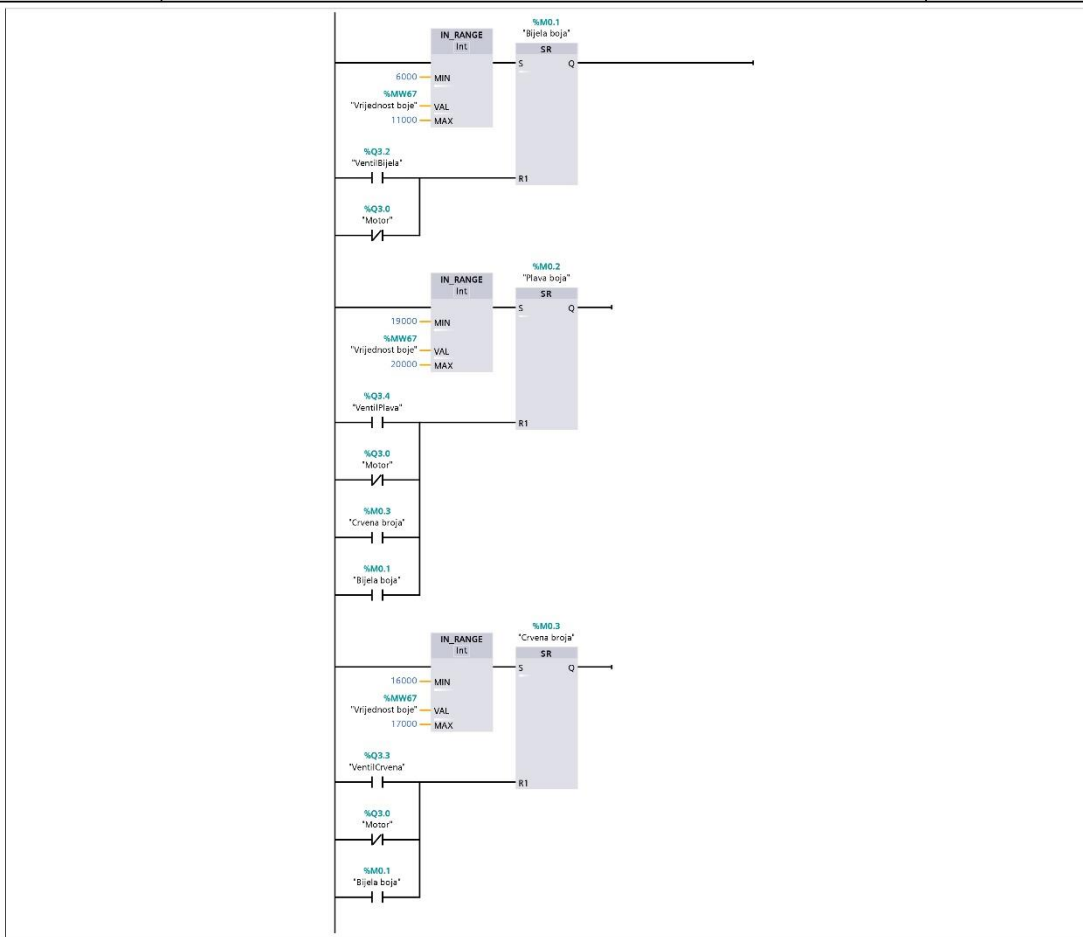 %M0.1
"Bijela boja"
IN_RANGE
Int
SR
S Q
6000 MIN
%MW67
"Vrijednost boje" VAL
11000 MAX
%Q3.2
"VentilBijela"
R1
%Q3.0
"Motor"
%M0.2
"Plava boja"
IN_RANGE
Int
SR
S Q
19000 MIN
%MW67
"Vrijednost boje" VAL
20000 MAX
%Q3.4
"VentilPlava"
R1
%Q3.0
"Motor"
%M0.3
"Crvena broja"
%M0.1
"Bijela boja"
%M0.3
"Crvena broja"
IN_RANGE
Int
SR
S Q
16000 MIN
%MW67
"Vrijednost boje" VAL
17000 MAX
%Q3.3
"VentilCrvena"
R1
%Q3.0
"Motor"
%M0.1
"Bijela boja"